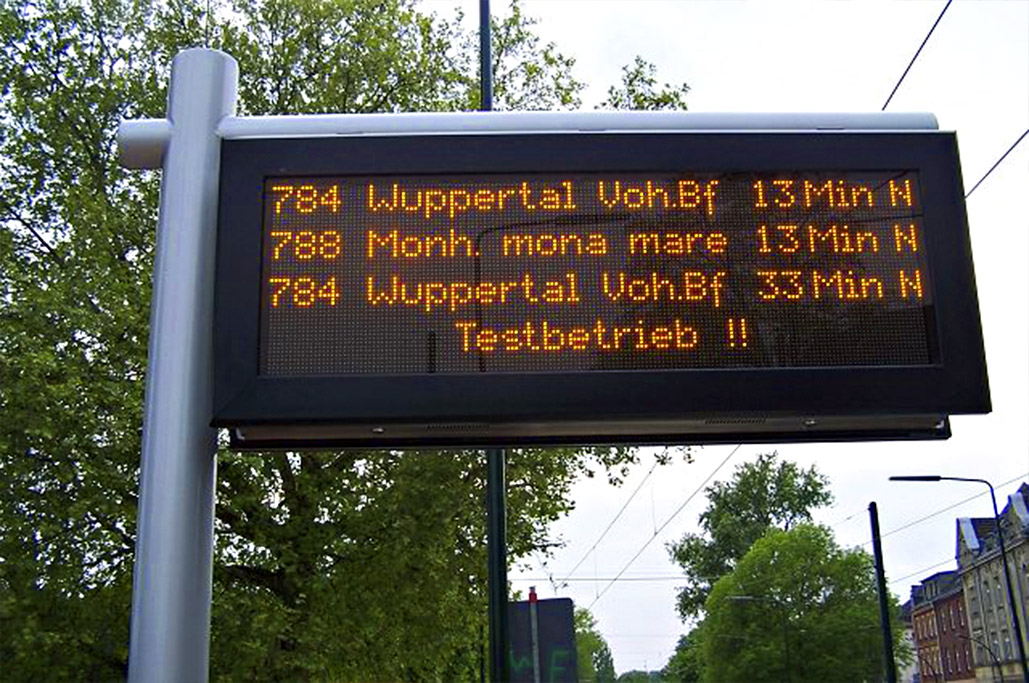 784 Wuppertal Voh.Bf 13 Min N
788 Monh. mona mare 13 Min N
784 Wuppertal Voh.Bf 33 Min N
Testbetrieb !!